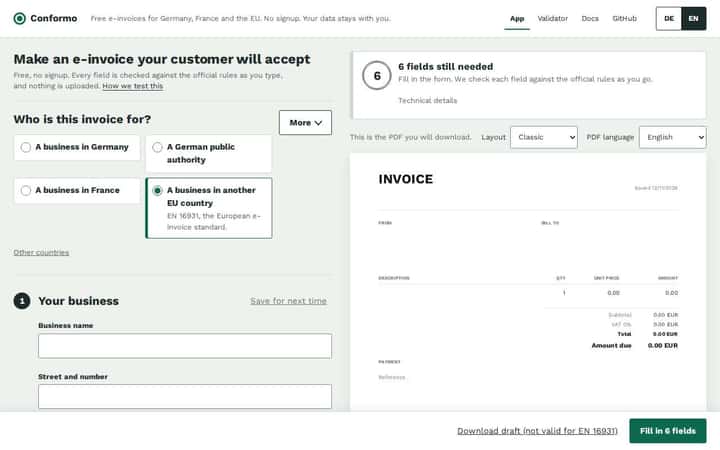 Conformo
Free e-invoices for Germany, France and the EU. No signup. Your data stays with you.
App
Validator
Docs
GitHub
DE
EN
Make an e-invoice your customer will accept
Free, no signup. Every field is checked against the official rules as you type,
and nothing is uploaded. How we test this
Who is this invoice for?
More
A business in Germany
A German public
authority
A business in France
A business in another
EU country
EN 16931, the European e-
invoice standard.
Other countries
1
Your business
Save for next time
Business name
Street and number
6
6 fields still needed
Fill in the form. We check each field against the official rules as you go.
Technical details
This is the PDF you will download.
Layout
Classic
PDF language
English
INVOICE
FROM
BILL TO
DESCRIPTION
QTY
UNIT PRICE
AMOUNT
1
0.00
0.00
Subtotal
0.00 EUR
VAT 0%
0.00 EUR
Total
0.00 EUR
Amount due
0.00 EUR
PAYMENT
Reference
Download draft (not valid for EN 16931)
Fill in 6 fields